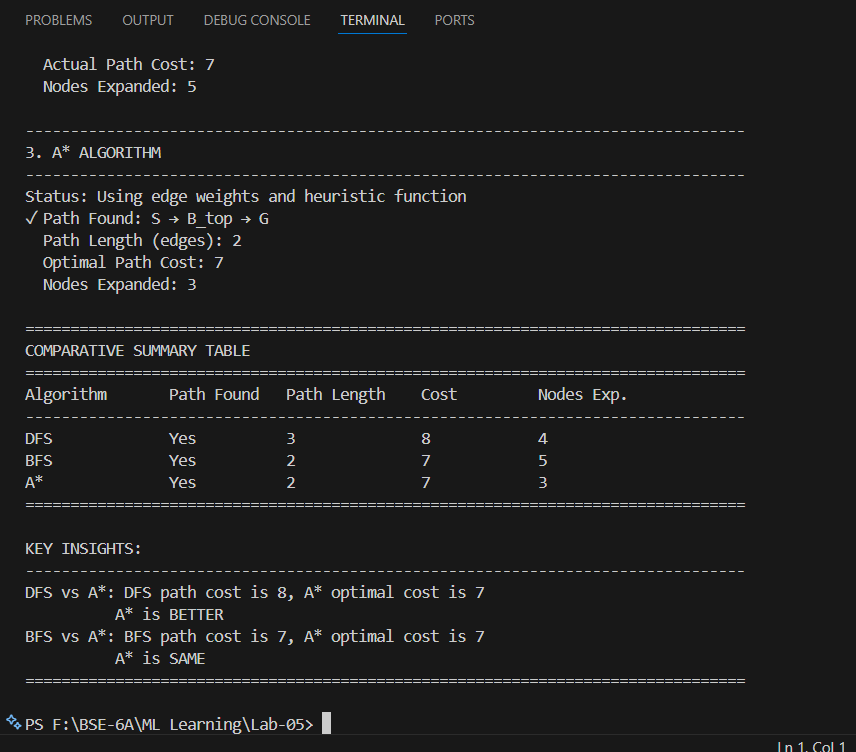 PROBLEMS OUTPUT DEBUG CONSOLE TERMINAL PORTS
Actual Path Cost: 7
Nodes Expanded: 5
--------------------------------------------------------------------------------
3. A* ALGORITHM
--------------------------------------------------------------------------------
Status: Using edge weights and heuristic function
✓ Path Found: S → B_top → G
Path Length (edges): 2
Optimal Path Cost: 7
Nodes Expanded: 3
================================================================================
COMPARATIVE SUMMARY TABLE
================================================================================
Algorithm Path Found Path Length Cost Nodes Exp.
--------------------------------------------------------------------------------
DFS Yes 3 8 4
BFS Yes 2 7 5
A* Yes 2 7 3
================================================================================
KEY INSIGHTS:
--------------------------------------------------------------------------------
DFS vs A*: DFS path cost is 8, A* optimal cost is 7
A* is BETTER
BFS vs A*: BFS path cost is 7, A* optimal cost is 7
A* is SAME
================================================================================
PS F:\BSE-6A\ML Learning\Lab-05>
Ln 1, Col 1